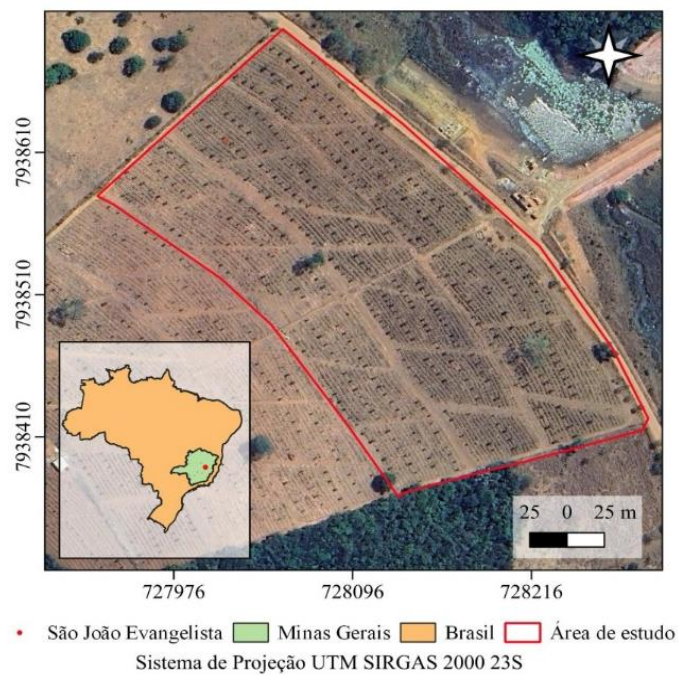 7938610
7938510
7938410
25 0 25 m
727976 728096 728216
São João Evangelista Minas Gerais Brasil Área de estudo
Sistema de Projeção UTM SIRGAS 2000 23S